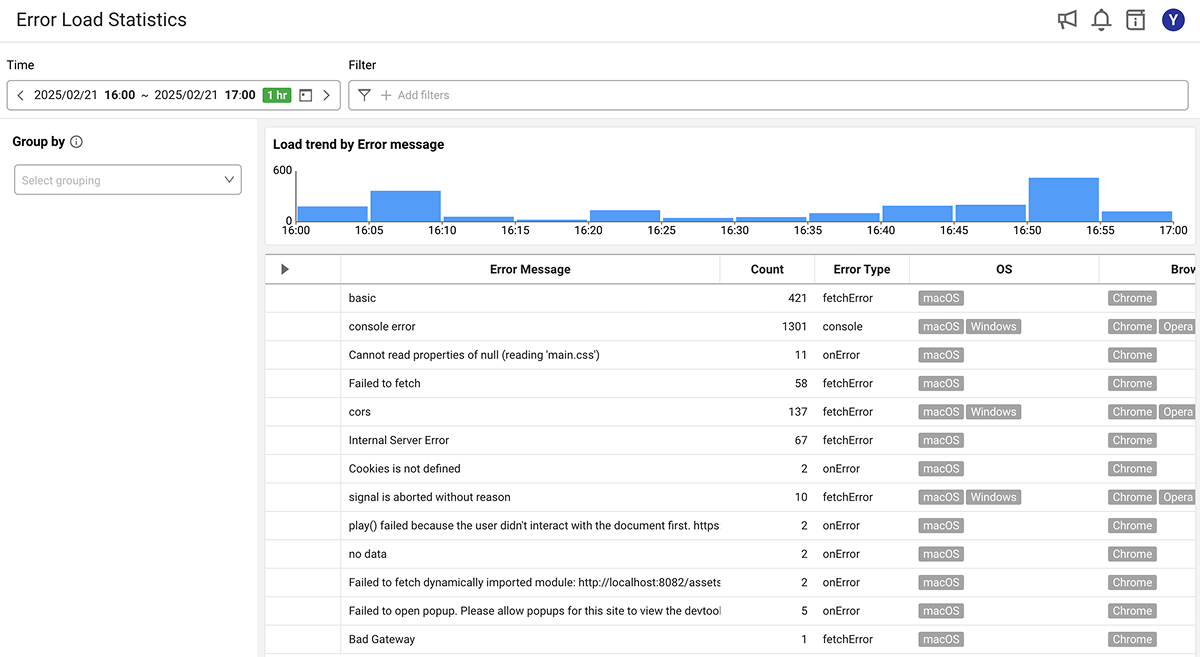 Error Load Statistics
Y
Time
Filter
2025/02/21 16:00 ~ 2025/02/21 17:00 1 hr
Add filters
Group by
Select grouping
Load trend by Error message
600
0
16:00 16:05 16:10 16:15 16:20 16:25 16:30 16:35 16:40 16:45 16:50 16:55 17:00
Error Message Count Error Type OS Brow
basic 421 fetchError macOS Chrome
console error 1301 console macOS Windows Chrome Opera
Cannot read properties of null (reading 'main.css') 11 onError macOS Chrome
Failed to fetch 58 fetchError macOS Chrome
cors 137 fetchError macOS Windows Chrome Opera
Internal Server Error 67 fetchError macOS Chrome
Cookies is not defined 2 onError macOS Chrome
signal is aborted without reason 10 fetchError macOS Windows Chrome Opera
play() failed because the user didn't interact with the document first. https 2 onError macOS Chrome
no data 2 onError macOS Chrome
Failed to fetch dynamically imported module: http://localhost:8082/assets 2 onError macOS Chrome
Failed to open popup. Please allow popups for this site to view the devtool 5 onError macOS Chrome
Bad Gateway 1 fetchError macOS Chrome